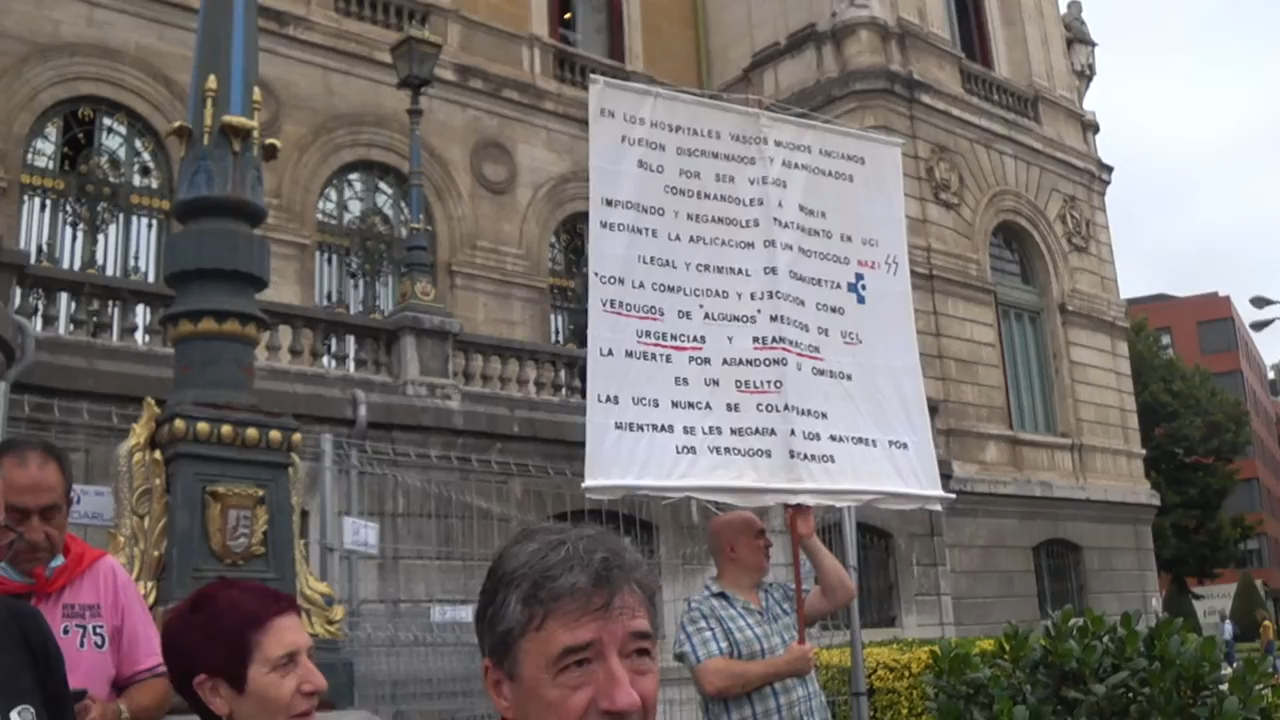 EN LOS HOSPITALES VASCOS MUCHOS ANCIANOS
FUERON DISCRIMINADOS Y ABANDONADOS
SOLO POR SER VIEJOS
CONDENANDOLES A MORIR
IMPIDIENDO Y NEGANDOLES TRATAMIENTO EN UCI
MEDIANTE LA APLICACION DE UN PROTOCOLO NAZI
ILEGAL Y CRIMINAL DE OSAKIDETZA
"CON LA COMPLICIDAD Y EJECUCION COMO
VERDUGOS DE "ALGUNOS" MEDICOS DE UCI,
URGENCIAS Y REANIMACION
LA MUERTE POR ABANDONO U OMISION
ES UN DELITO
LAS UCIS NUNCA SE COLAPSARON
MIENTRAS SE LES NEGABA A LOS MAYORES POR
LOS VERDUGOS SICARIOS
'75